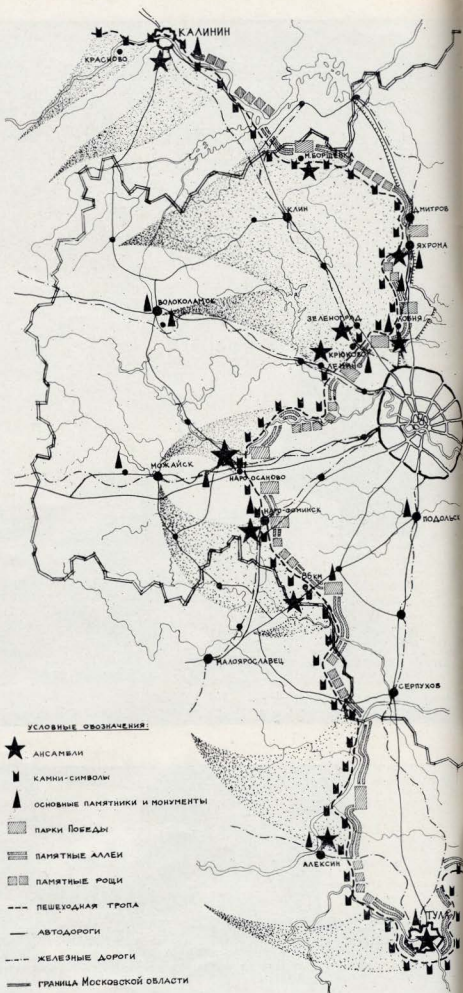 КАЛИНИН
КРАСНОВО
М.БОРЩЕВКА
КЛИН
ДМИТРОВ
ЯХРОМА
ВОЛОКОЛАМСК
ЛОБНЯ
ЗЕЛЕНОГРАД
КРЮКОВО
ЛЕНИНО
МОЖАЙСК
НАРО-ОСАНОВО
НАРО-ФОМИНСК
ПОДОЛЬСК
МАЛОЯРОСЛАВЕЦ
СЕРПУХОВ
АЛЕКСИН
ТУЛА
УСЛОВНЫЕ ОБОЗНАЧЕНИЯ:
АНСАМБЛИ
КАМНИ-СИМВОЛЫ
ОСНОВНЫЕ ПАМЯТНИКИ И МОНУМЕНТЫ
ПАРКИ ПОБЕДЫ
ПАМЯТНЫЕ АЛЛЕИ
ПАМЯТНЫЕ РОЩИ
ПЕШЕХОДНАЯ ТРОПА
АВТОДОРОГИ
ЖЕЛЕЗНЫЕ ДОРОГИ
ГРАНИЦА МОСКОВСКОЙ ОБЛАСТИ